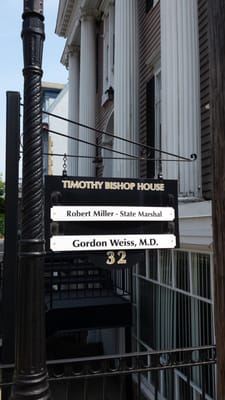 TIMOTHY BISHOP HOUSE
Robert Miller - State Marshal
Gordon Weiss, M.D.
32